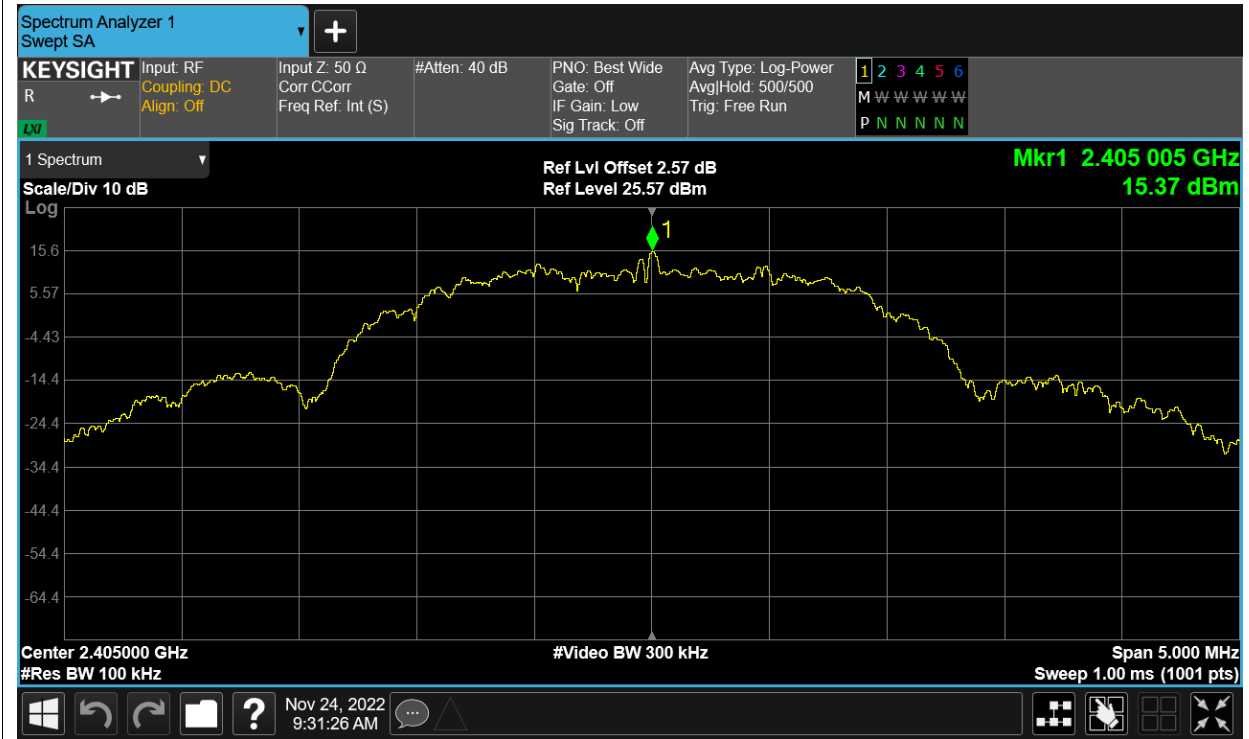 Spectrum Analyzer 1
Swept SA
+
KEYSIGHT
R
LXI
Input: RF
Coupling: DC
Align: Off
Input Z: 50 Ω
Corr CCorr
Freq Ref: Int (S)
#Atten: 40 dB
PNO: Best Wide
Gate: Off
IF Gain: Low
Sig Track: Off
Avg Type: Log-Power
Avg|Hold: 500/500
Trig: Free Run
1 2 3 4 5 6
M W W W W W
P N N N N N
1 Spectrum
Scale/Div 10 dB
Log
Ref Lvl Offset 2.57 dB
Ref Level 25.57 dBm
Mkr1 2.405 005 GHz
15.37 dBm
1
15.6
5.57
-4.43
-14.4
-24.4
-34.4
-44.4
-54.4
-64.4
Center 2.405000 GHz
#Res BW 100 kHz
#Video BW 300 kHz
Span 5.000 MHz
Sweep 1.00 ms (1001 pts)
?
Nov 24, 2022
9:31:26 AM